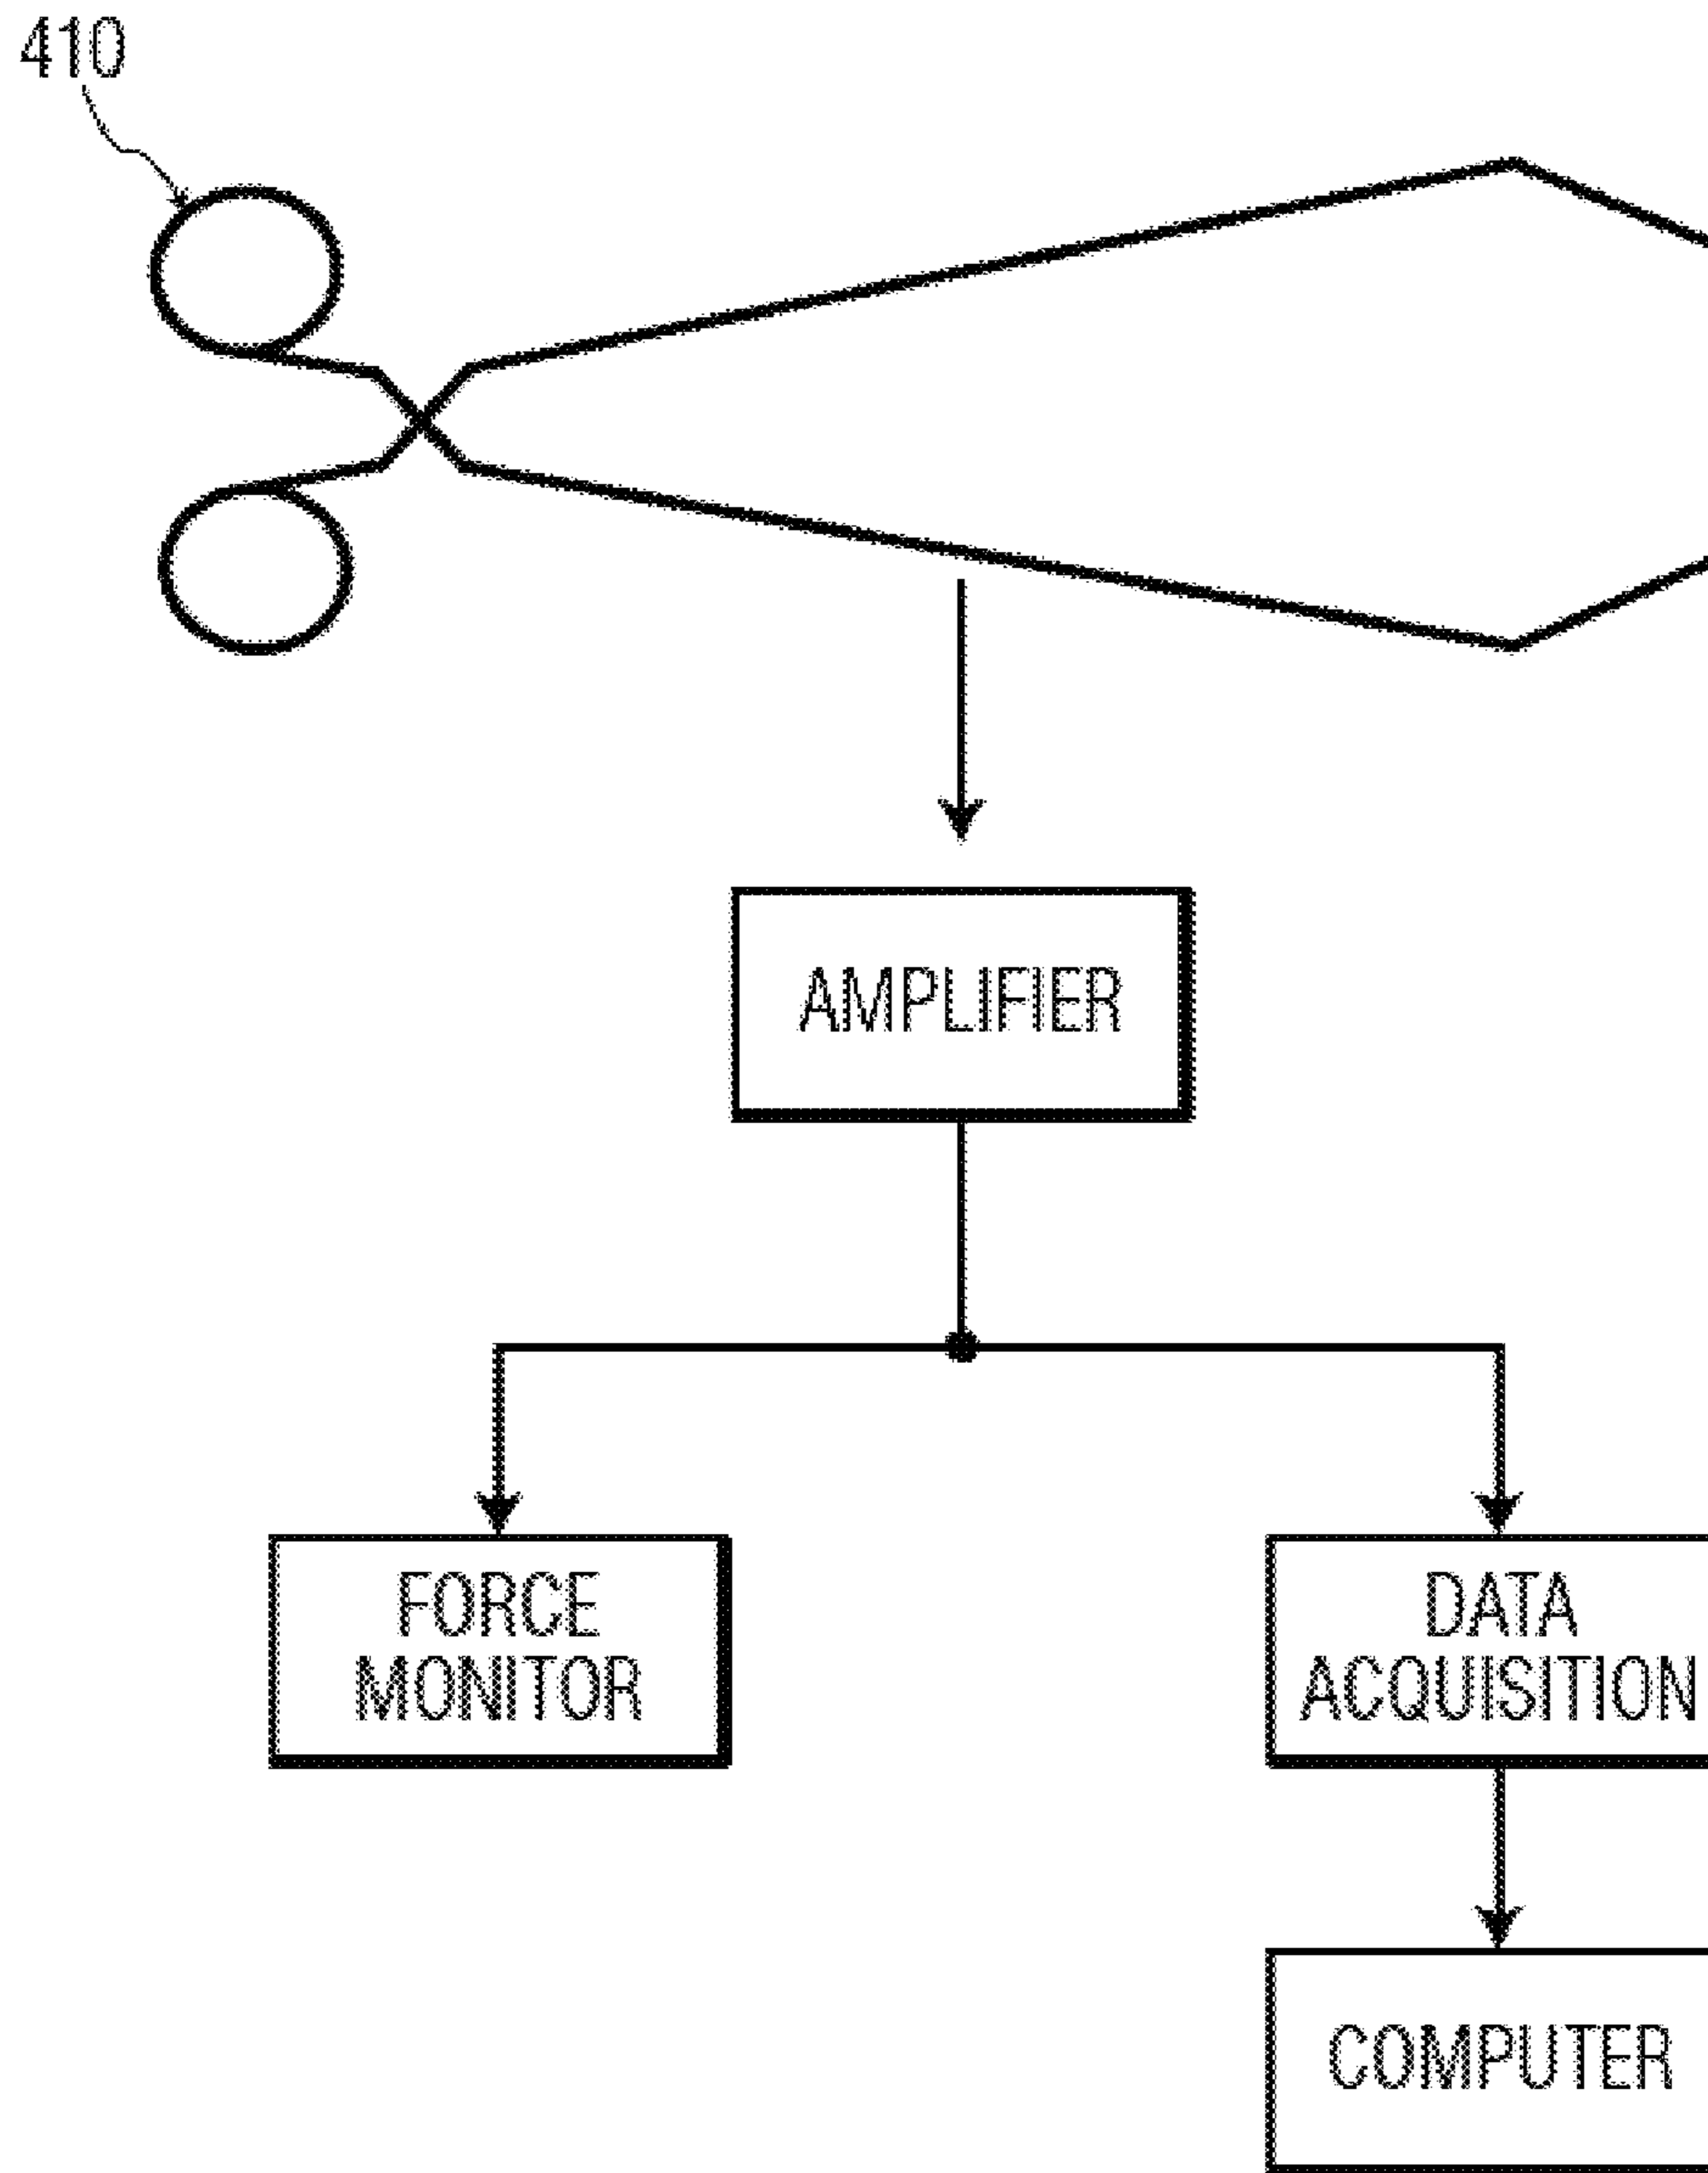 410
AMPLIFIER
FORCE
MONITOR
DATA
ACQUISITION
COMPUTER